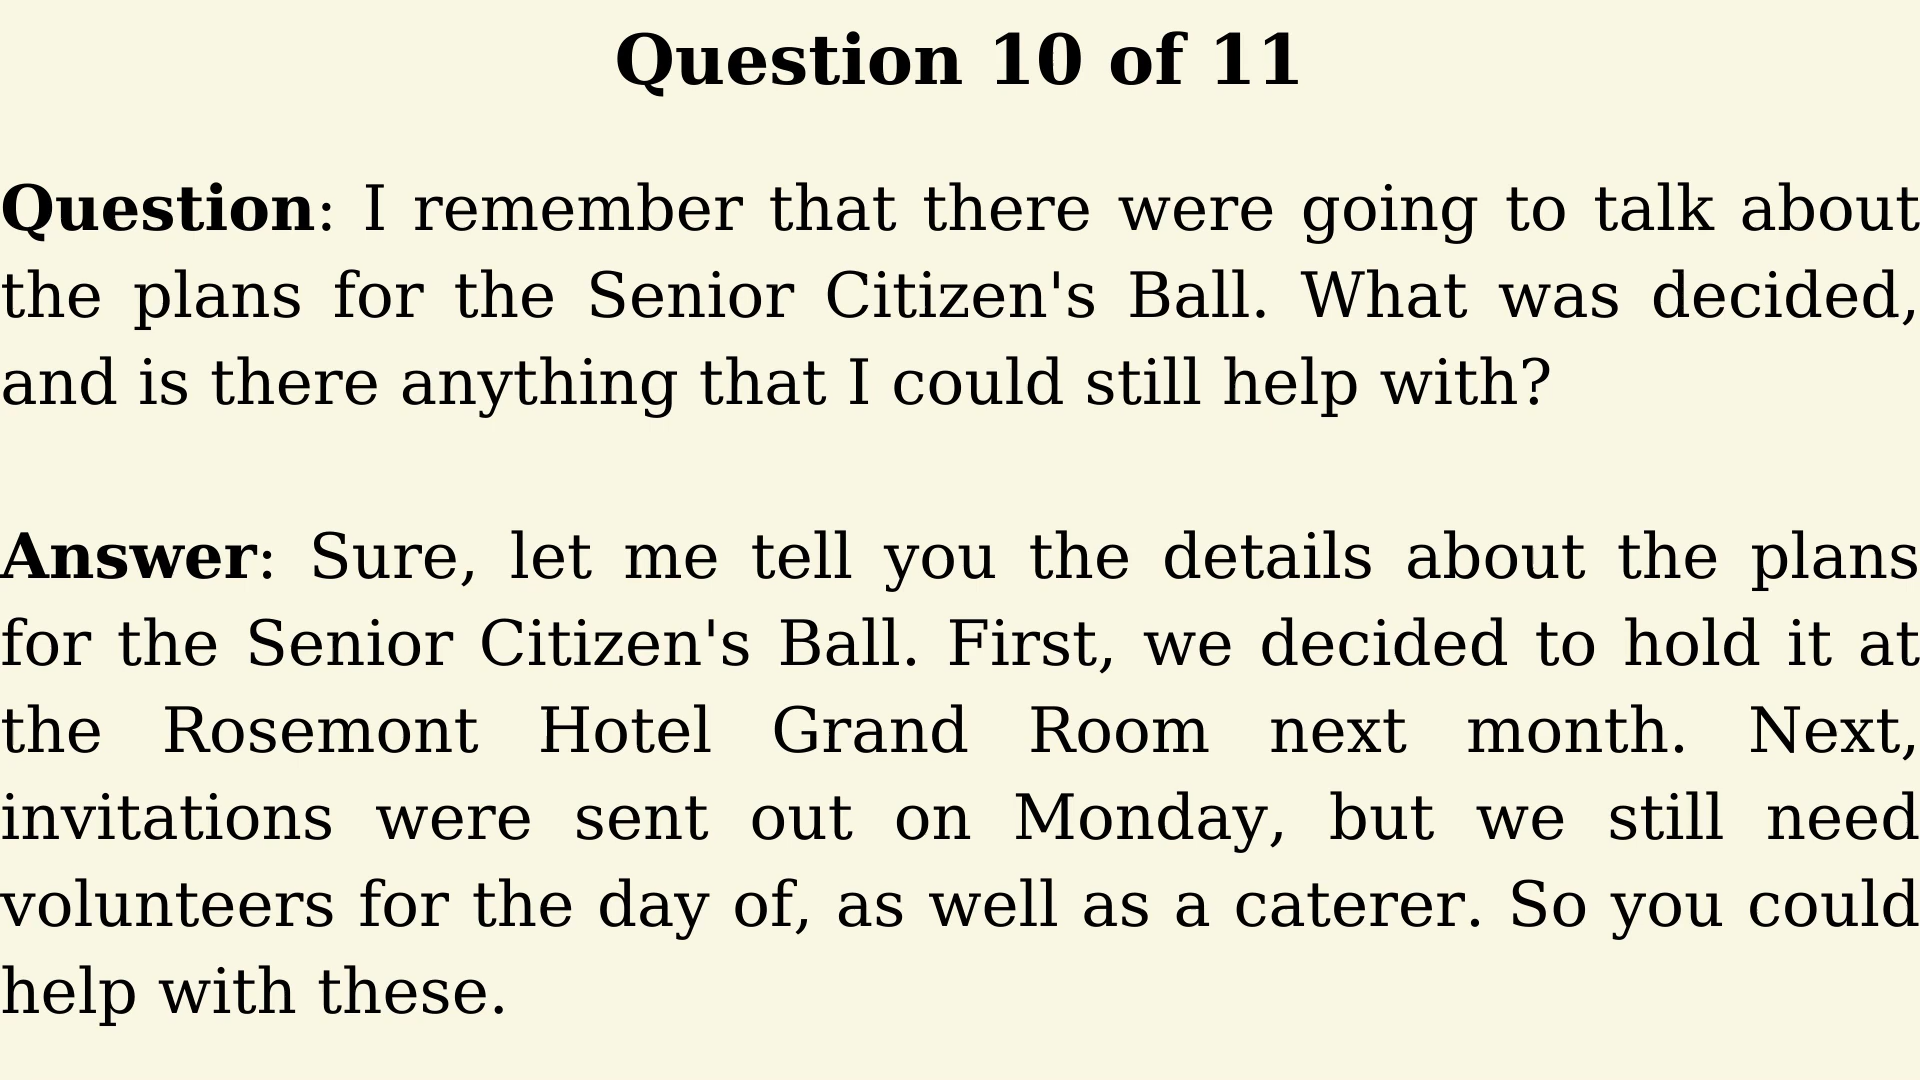 Question 10 of 11
Question: I remember that there were going to talk about
the plans for the Senior Citizen's Ball. What was decided,
and is there anything that I could still help with?
Answer: Sure, let me tell you the details about the plans
for the Senior Citizen's Ball. First, we decided to hold it at
the Rosemont Hotel Grand Room next month. Next,
invitations were sent out on Monday, but we still need
volunteers for the day of, as well as a caterer. So you could
help with these.